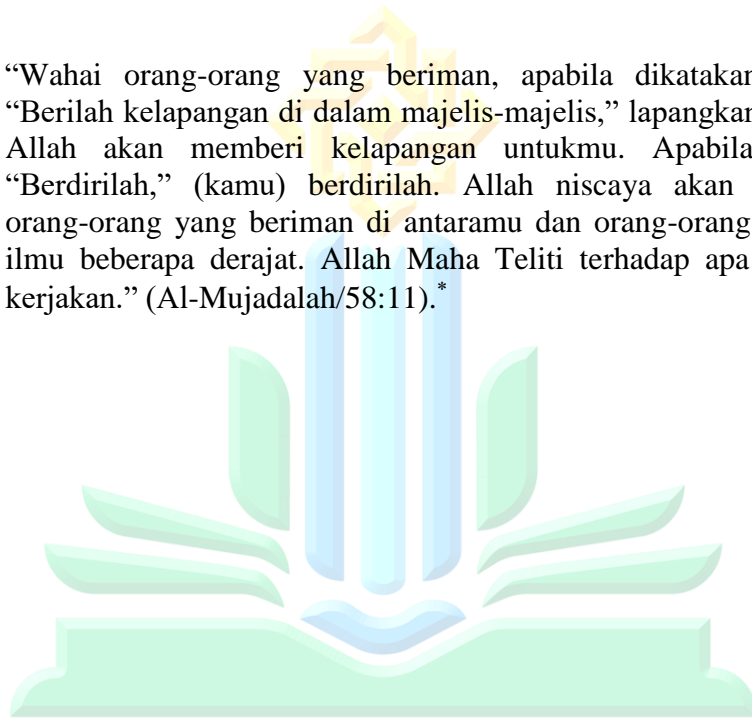 “Wahai orang-orang yang beriman, apabila dikatakan
“Berilah kelapangan di dalam majelis-majelis,” lapangkan
Allah akan memberi kelapangan untukmu. Apabila
“Berdirilah,” (kamu) berdirilah. Allah niscaya akan
orang-orang yang beriman di antaramu dan orang-orang
ilmu beberapa derajat. Allah Maha Teliti terhadap apa
kerjakan.” (Al-Mujadalah/58:11).*